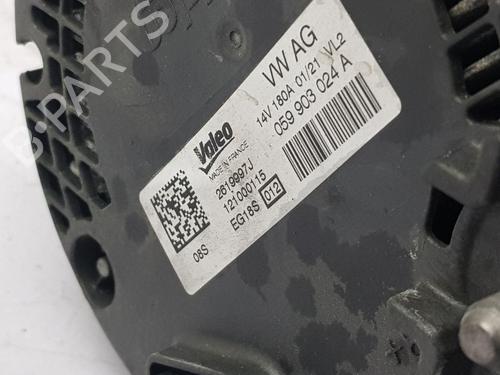 VW AG
14V 180A 01/21 VL2
059 903 024 A
Valeo
MADE IN FRANCE
2619997J
121000115
EG18S 012
08S
B-PARTS